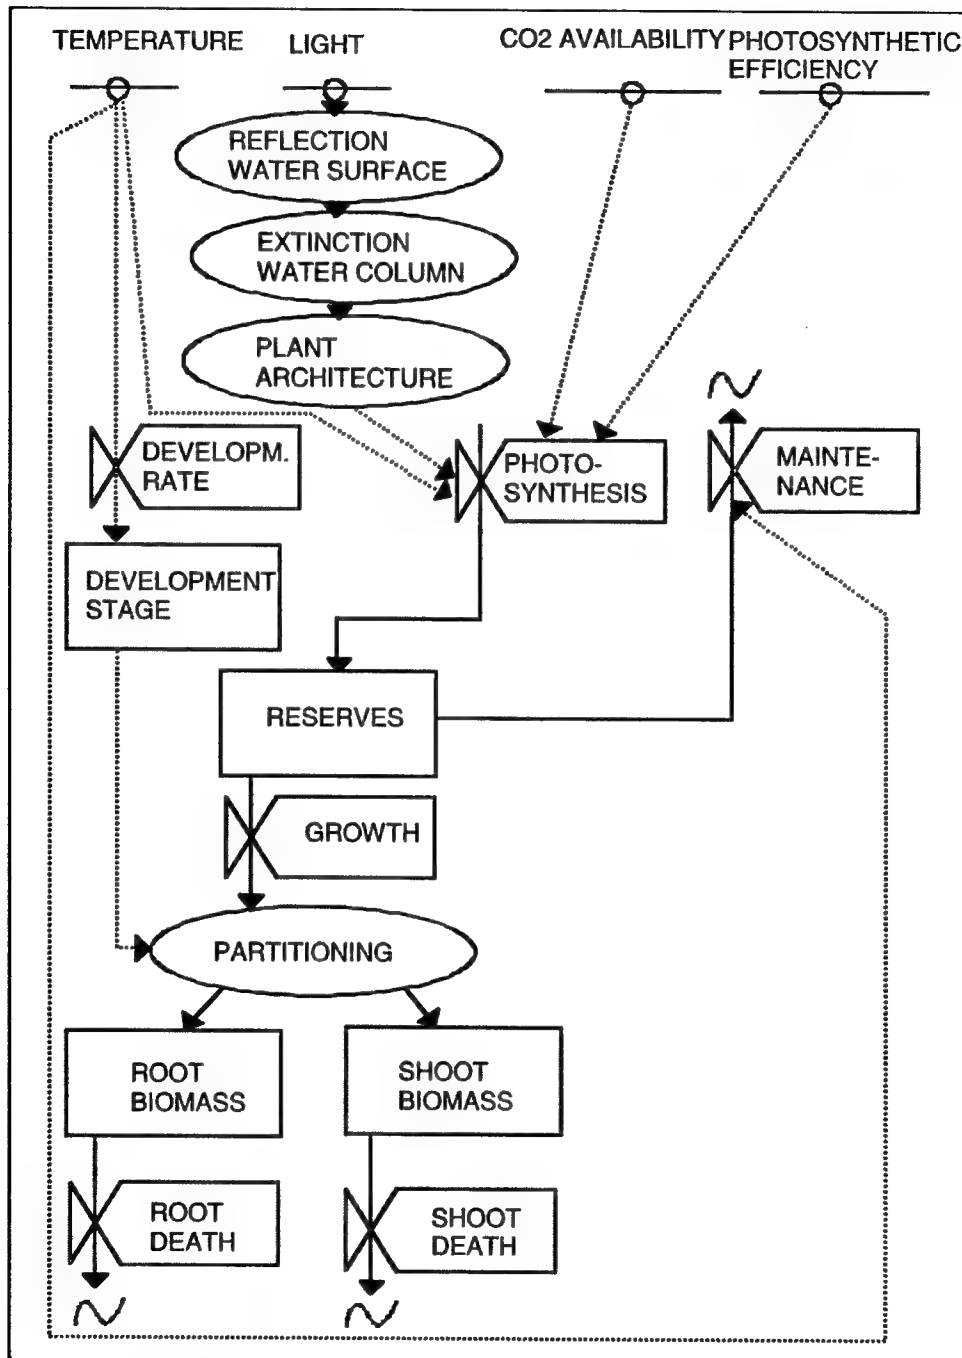 TEMPERATURE
LIGHT
CO2 AVAILABILITY
PHOTOSYNTHETIC
EFFICIENCY
REFLECTION
WATER SURFACE
EXTINCTION
WATER COLUMN
PLANT
ARCHITECTURE
DEVELOPM.
RATE
PHOTO-
SYNTHESIS
MAINTE-
NANCE
DEVELOPMENT
STAGE
RESERVES
GROWTH
PARTITIONING
ROOT
BIOMASS
SHOOT
BIOMASS
ROOT
DEATH
SHOOT
DEATH